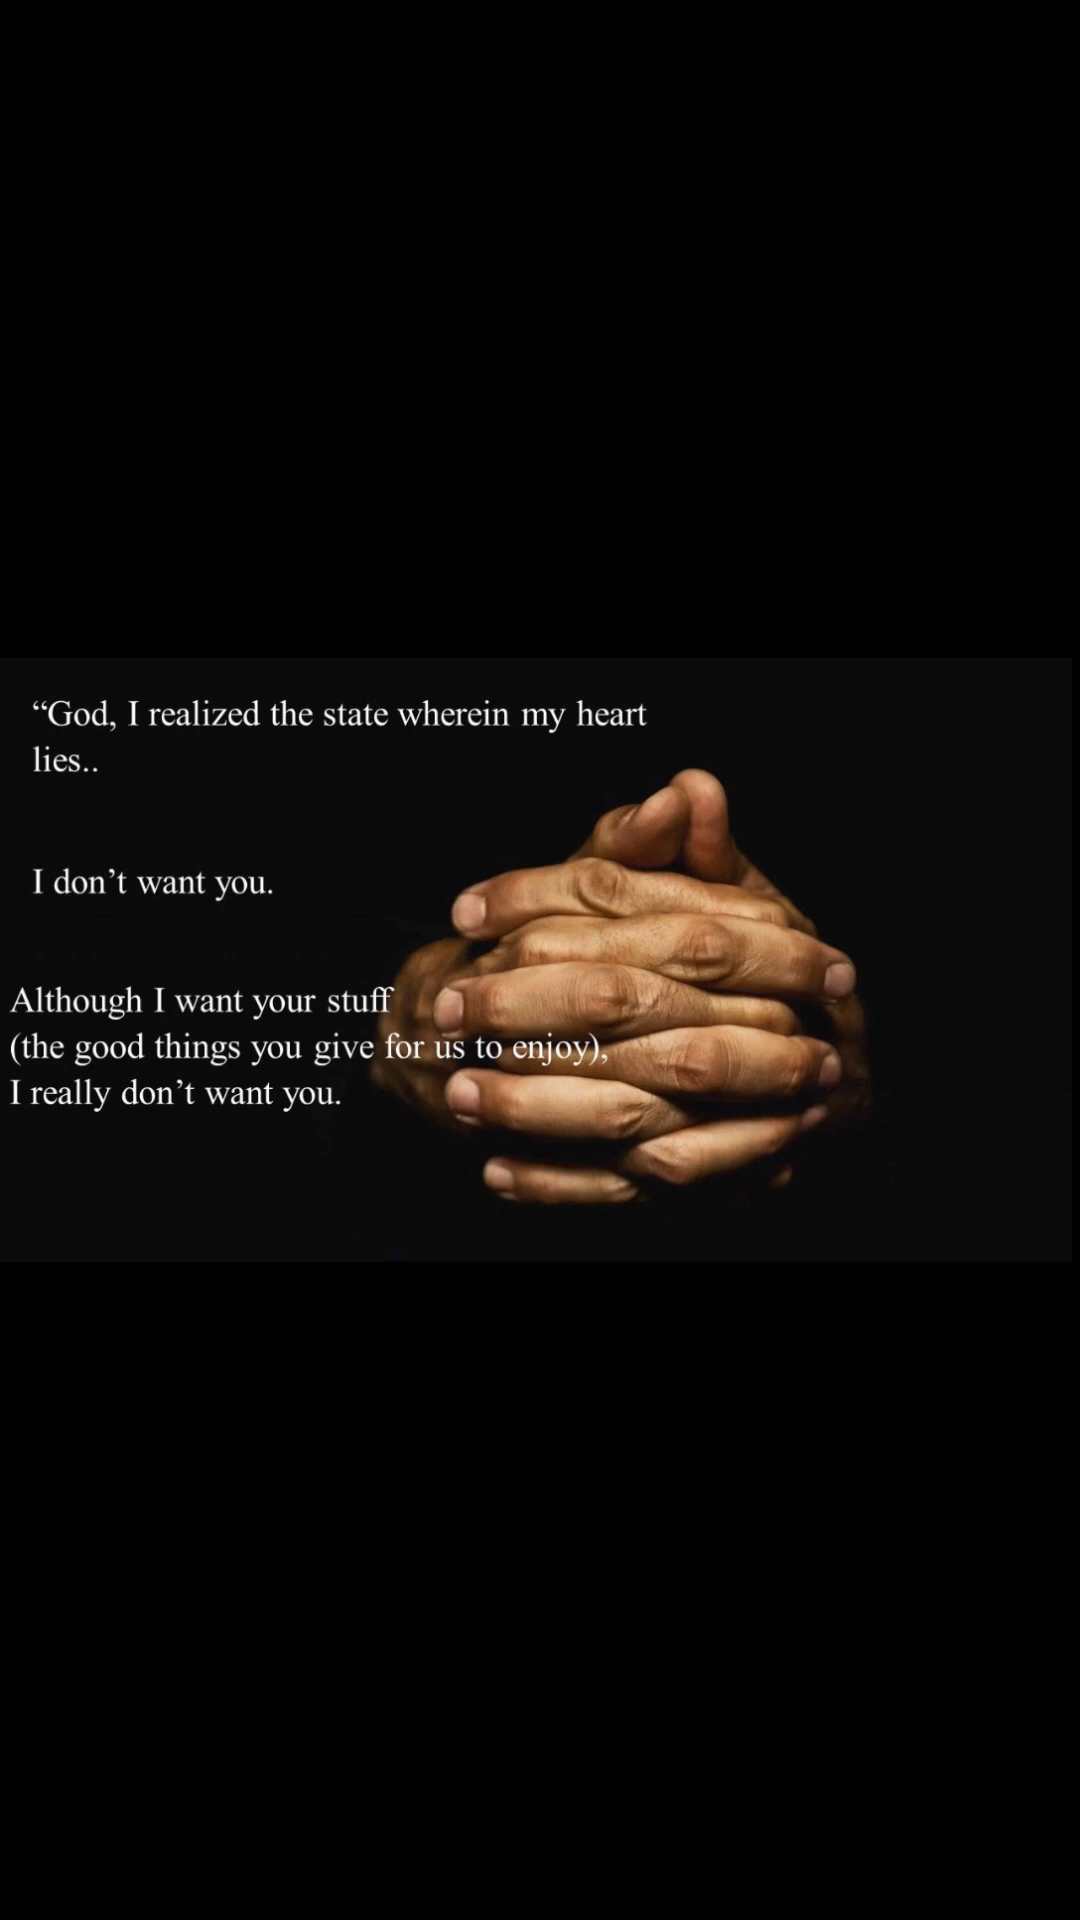 “God, I realized the state wherein my heart
lies..
I don’t want you.
Although I want your stuff
(the good things you give for us to enjoy),
I really don’t want you.